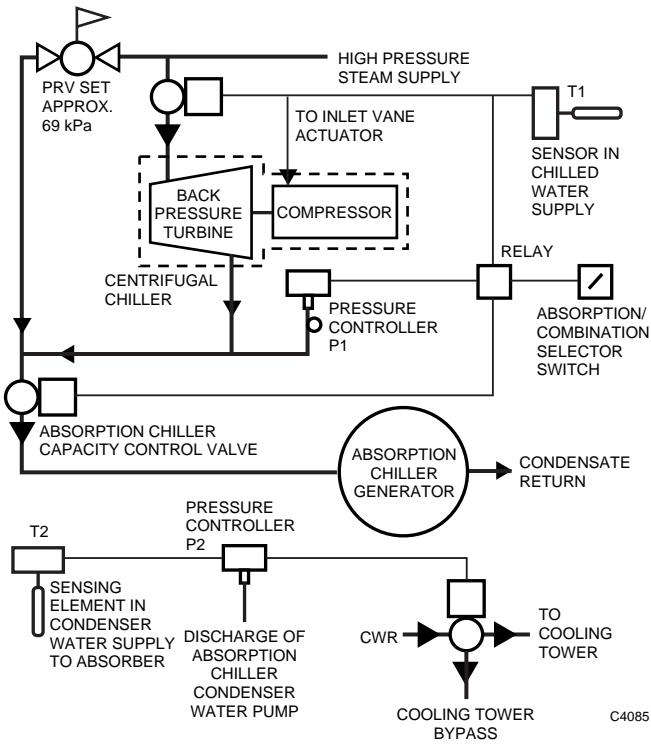 HIGH PRESSURE
STEAM SUPPLY
PRV SET
APPROX.
69 kPa
T1
TO INLET VANE
ACTUATOR
SENSOR IN
CHILLED
WATER
SUPPLY
BACK
PRESSURE
TURBINE
COMPRESSOR
RELAY
CENTRIFUGAL
CHILLER
PRESSURE
CONTROLLER
P1
ABSORPTION/
COMBINATION
SELECTOR
SWITCH
ABSORPTION CHILLER
CAPACITY CONTROL VALVE
ABSORPTION
CHILLER
GENERATOR
CONDENSATE
RETURN
PRESSURE
CONTROLLER
P2
T2
SENSING
ELEMENT IN
CONDENSER
WATER SUPPLY
TO ABSORBER
DISCHARGE OF
ABSORPTION
CHILLER
CONDENSER
WATER PUMP
CWR
TO
COOLING
TOWER
COOLING TOWER
BYPASS
C4085